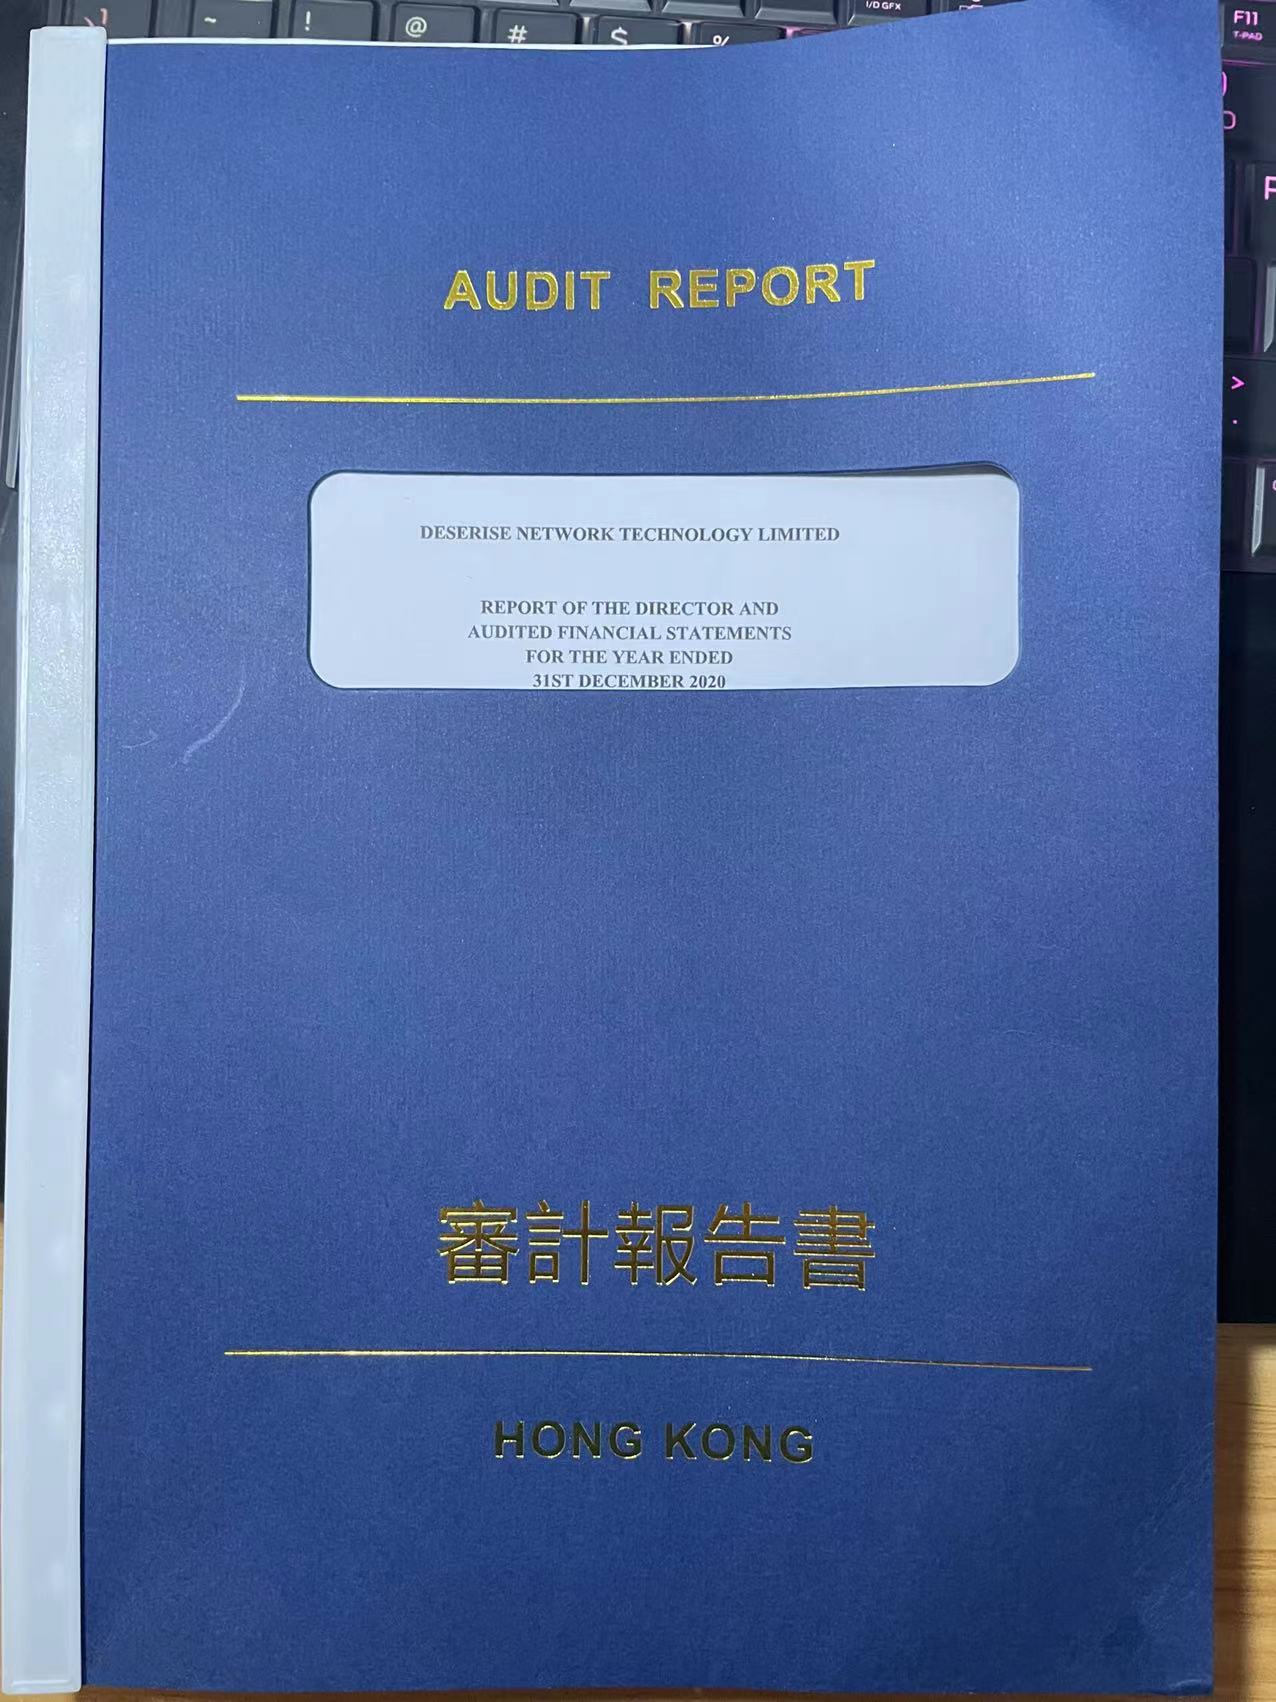 ~
!
@
#
$
%
I/D GFX
F11
T-PAD
>
.
AUDIT REPORT
DESERISE NETWORK TECHNOLOGY LIMITED
REPORT OF THE DIRECTOR AND
AUDITED FINANCIAL STATEMENTS
FOR THE YEAR ENDED
31ST DECEMBER 2020
審計報告書
HONG KONG